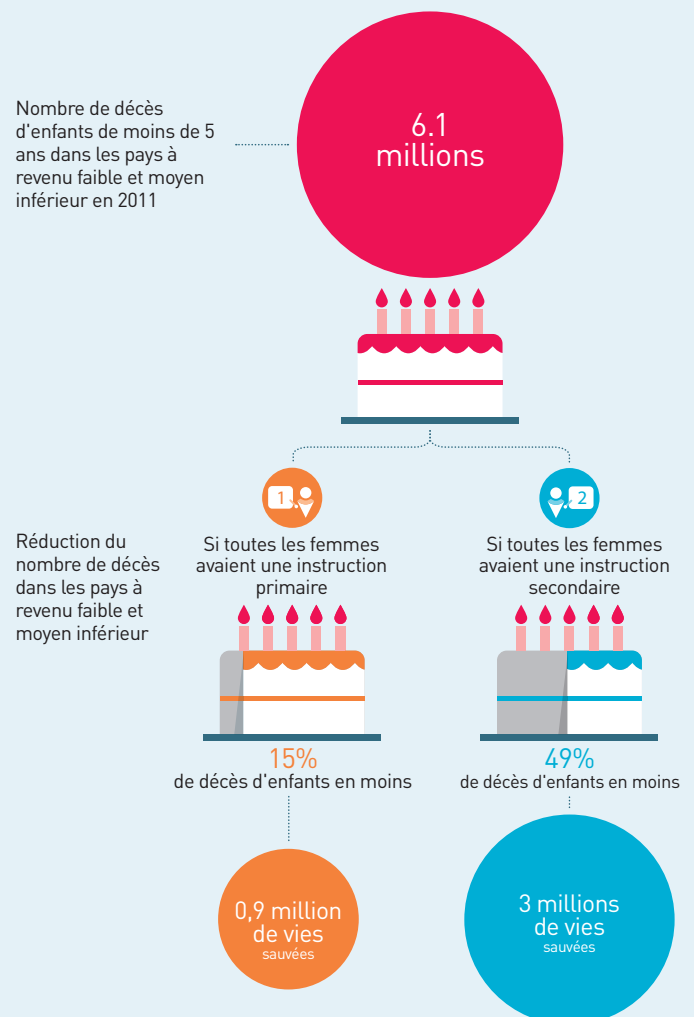 Nombre de décès
d'enfants de moins de 5
ans dans les pays à
revenu faible et moyen
inférieur en 2011
6.1
millions
Réduction du
nombre de décès
dans les pays à
revenu faible et
moyen inférieur
1
Si toutes les femmes
avaient une instruction
primaire
15%
de décès d'enfants en moins
0,9 million
de vies
sauvées
2
Si toutes les femmes
avaient une instruction
secondaire
49%
de décès d'enfants en moins
3 millions
de vies
sauvées